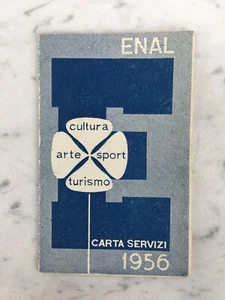 ENAL
cultura
arte sport
turismo
CARTA SERVIZI
1956